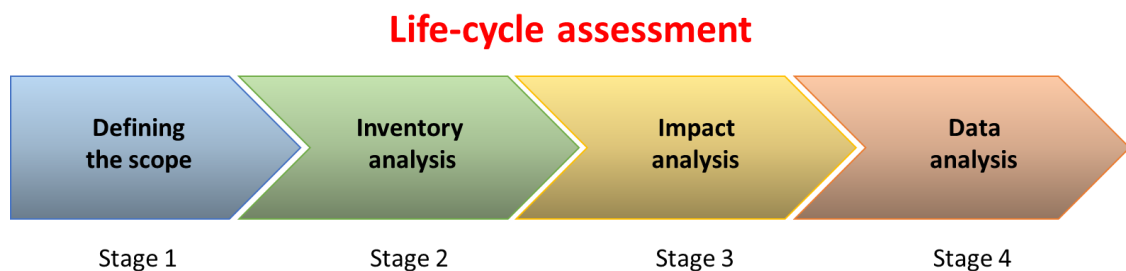 Life-cycle assessment
Defining
the scope
Inventory
analysis
Impact
analysis
Data
analysis
Stage 1
Stage 2
Stage 3
Stage 4